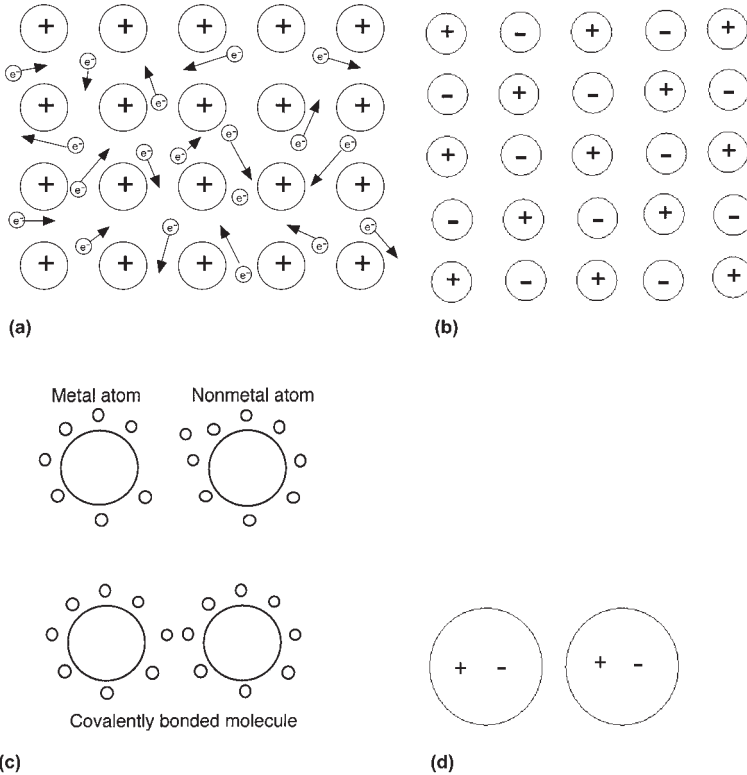 + + + + +
e⁻ e⁻ e⁻ e⁻
+ + e⁻ + + +
e⁻ e⁻ e⁻ e⁻ e⁻ e⁻
+ e⁻ + + e⁻ + +
e⁻ e⁻ e⁻ e⁻ e⁻
+ + + e⁻ + +
(a)
+ - + - +
- + - + -
+ - + - +
- + - + -
+ - + - +
(b)
Metal atom
Nonmetal atom
Covalently bonded molecule
(c)
+ - + -
(d)